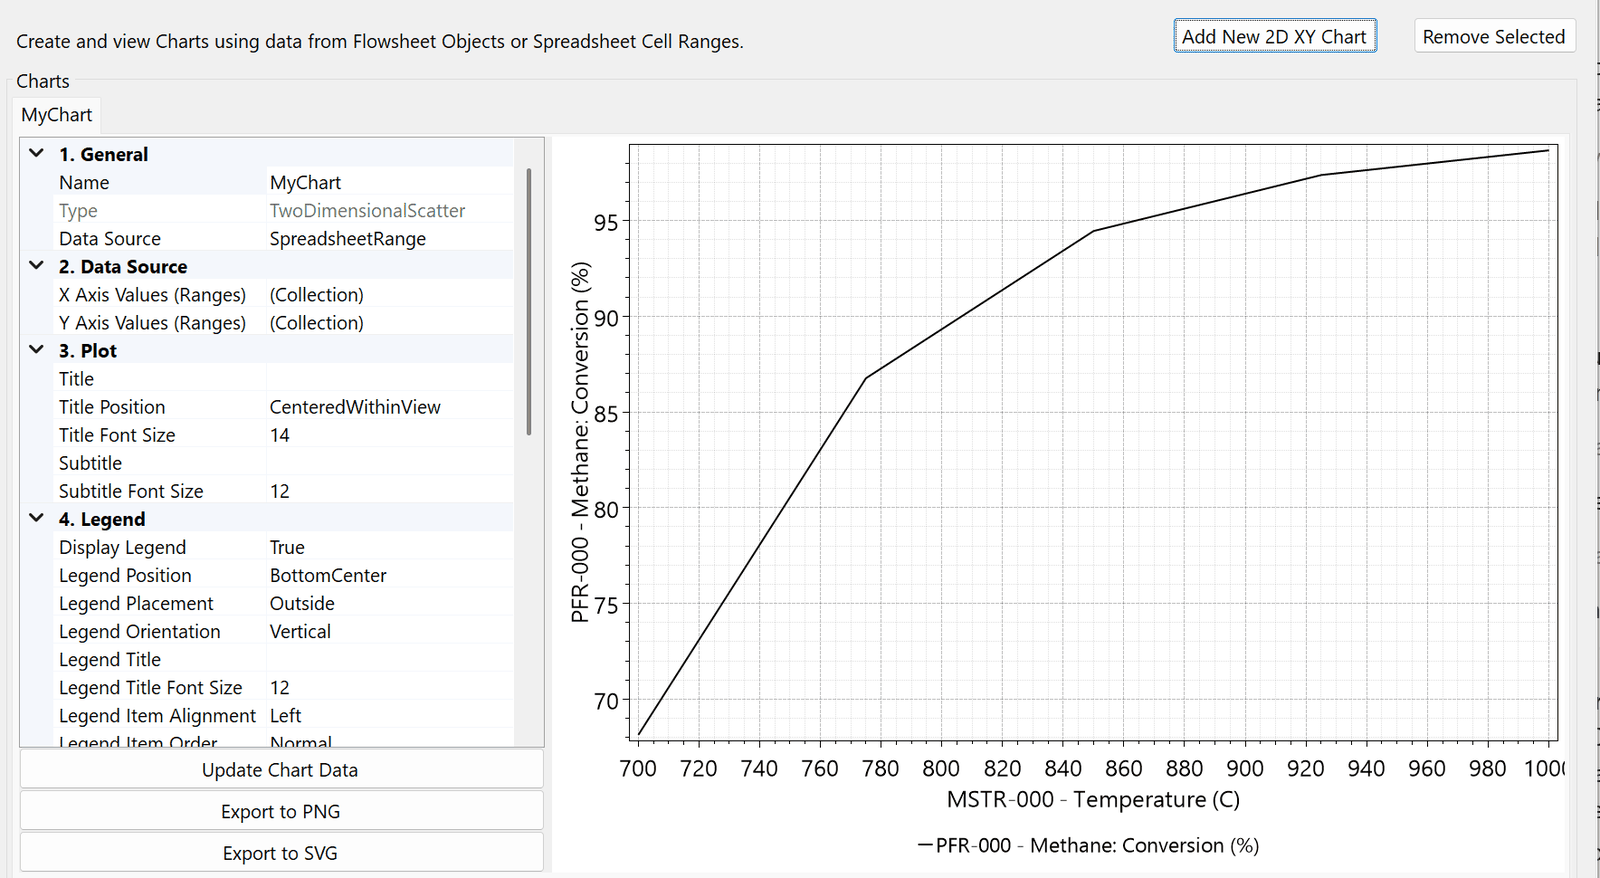 Create and view Charts using data from Flowsheet Objects or Spreadsheet Cell Ranges.
Add New 2D XY Chart
Remove Selected
Charts
MyChart
1. General
Name MyChart
Type TwoDimensionalScatter
Data Source SpreadsheetRange
2. Data Source
X Axis Values (Ranges) (Collection)
Y Axis Values (Ranges) (Collection)
3. Plot
Title
Title Position CenteredWithinView
Title Font Size 14
Subtitle
Subtitle Font Size 12
4. Legend
Display Legend True
Legend Position BottomCenter
Legend Placement Outside
Legend Orientation Vertical
Legend Title
Legend Title Font Size 12
Legend Item Alignment Left
Legend Item Order Normal
Update Chart Data
Export to PNG
Export to SVG
PFR-000 - Methane: Conversion (%)
95
90
85
80
75
70
700 720 740 760 780 800 820 840 860 880 900 920 940 960 980 1000
MSTR-000 - Temperature (C)
PFR-000 - Methane: Conversion (%)